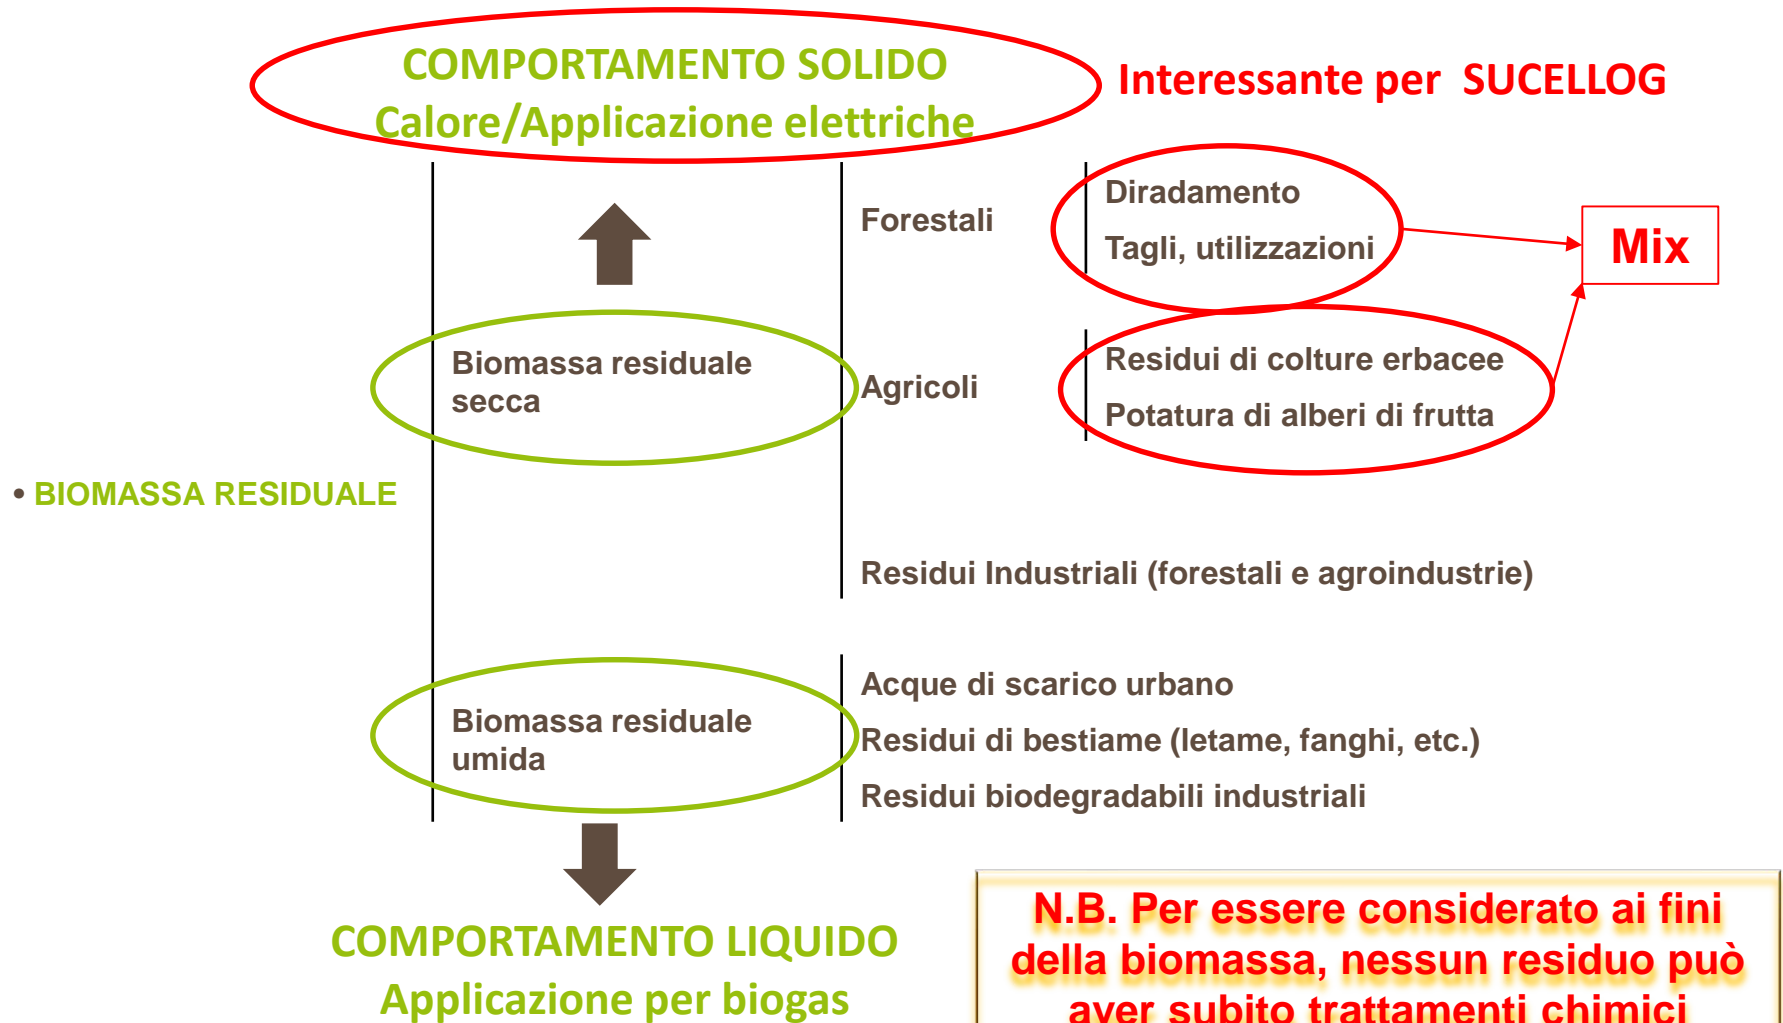 COMPORTAMENTO SOLIDO
Calore/Applicazione elettriche
Interessante per SUCELLOG
Forestali
Diradamento
Tagli, utilizzazioni
Mix
Biomassa residuale
secca
Agricoli
Residui di colture erbacee
Potatura di alberi di frutta
• BIOMASSA RESIDUALE
Residui Industriali (forestali e agroindustrie)
Biomassa residuale
umida
Acque di scarico urbano
Residui di bestiame (letame, fanghi, etc.)
Residui biodegradabili industriali
COMPORTAMENTO LIQUIDO
Applicazione per biogas
N.B. Per essere considerato ai fini
della biomassa, nessun residuo può
aver subito trattamenti chimici